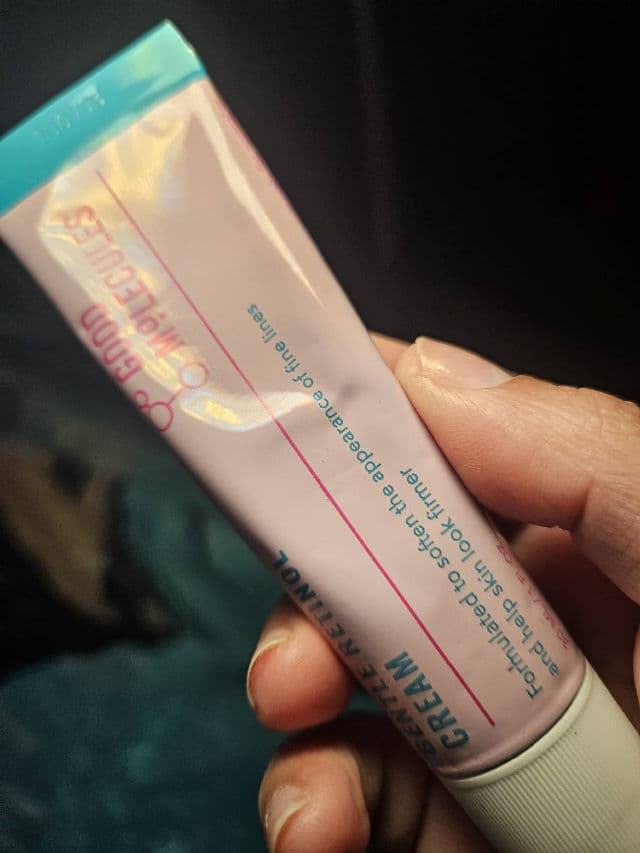 GOOD
MOLECULES
GENTLE RETINOL
CREAM
Formulated to soften the appearance of fine lines
and help skin look firmer